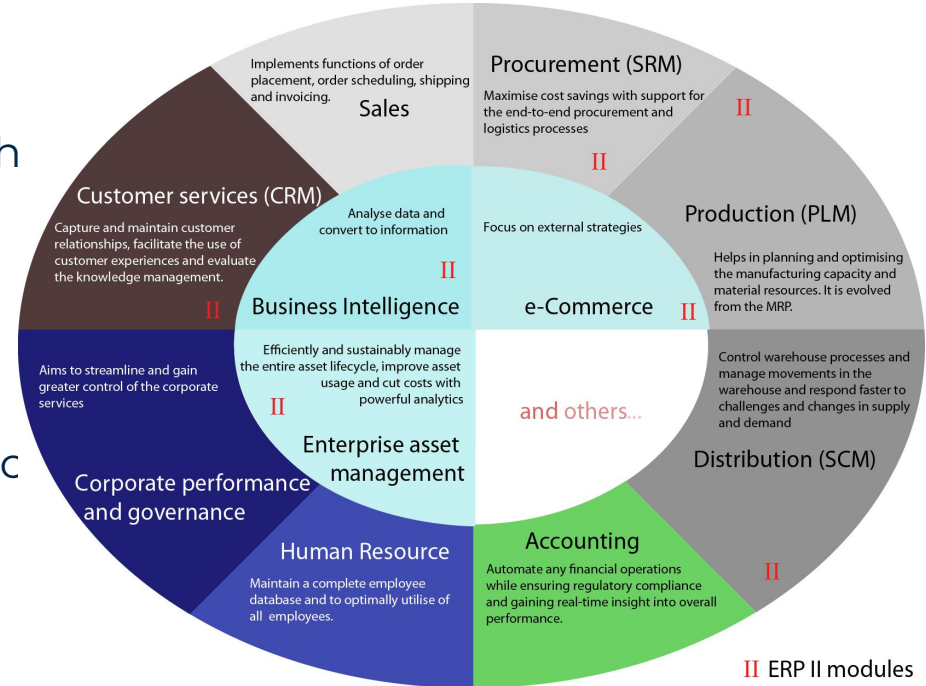 Implements functions of order
placement, order scheduling, shipping
and invoicing.
Sales
Procurement (SRM)
Maximise cost savings with support for
the end-to-end procurement and
logistics processes
II
II
Production (PLM)
Helps in planning and optimising
the manufacturing capacity and
material resources. It is evolved
from the MRP.
h
Customer services (CRM)
Capture and maintain customer
relationships, facilitate the use of
customer experiences and evaluate
the knowledge management.
II
Analyse data and
convert to information
II
Business Intelligence
Focus on external strategies
e-Commerce
II
Efficiently and sustainably manage
the entire asset lifecycle, improve asset
usage and cut costs with
powerful analytics
II
Enterprise asset
management
and others...
Control warehouse processes and
manage movements in the
warehouse and respond faster to
challenges and changes in supply
and demand
Distribution (SCM)
II
Aims to streamline and gain
greater control of the corporate
services
c
Corporate performance
and governance
Human Resource
Maintain a complete employee
database and to optimally utilise of
all employees.
Accounting
Automate any financial operations
while ensuring regulatory compliance
and gaining real-time insight into overall
performance.
II ERP II modules